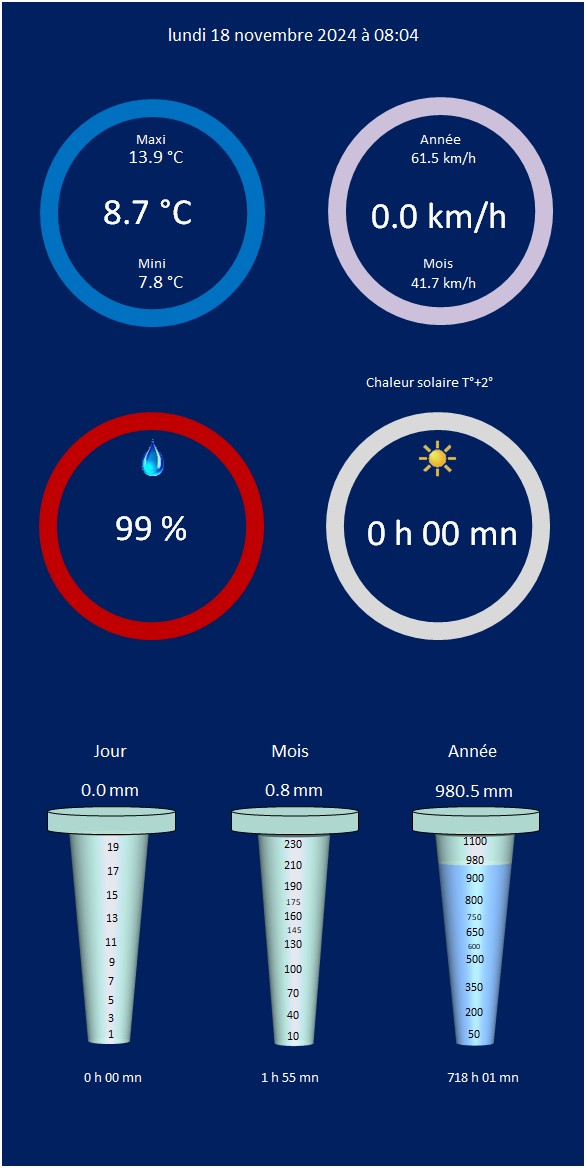 lundi 18 novembre 2024 à 08:04
Maxi
13.9 °C
8.7 °C
Mini
7.8 °C
Année
61.5 km/h
0.0 km/h
Mois
41.7 km/h
99 %
Chaleur solaire T°+2°
0 h 00 mn
Jour
0.0 mm
19
17
15
13
11
9
7
5
3
1
0 h 00 mn
Mois
0.8 mm
230
210
190
175
160
145
130
100
70
40
10
1 h 55 mn
Année
980.5 mm
1100
980
900
800
750
650
600
500
350
200
50
718 h 01 mn